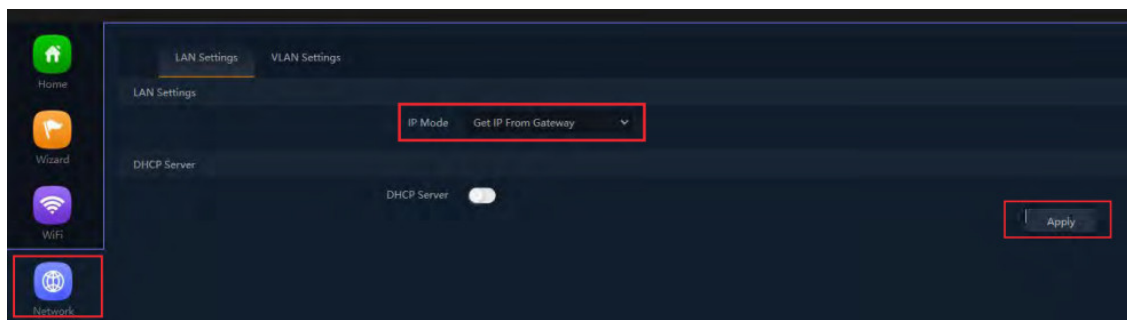 LAN Settings VLAN Settings
Home
LAN Settings
IP Mode Get IP From Gateway
Wizard
DHCP Server
DHCP Server
WiFi
Apply
Network